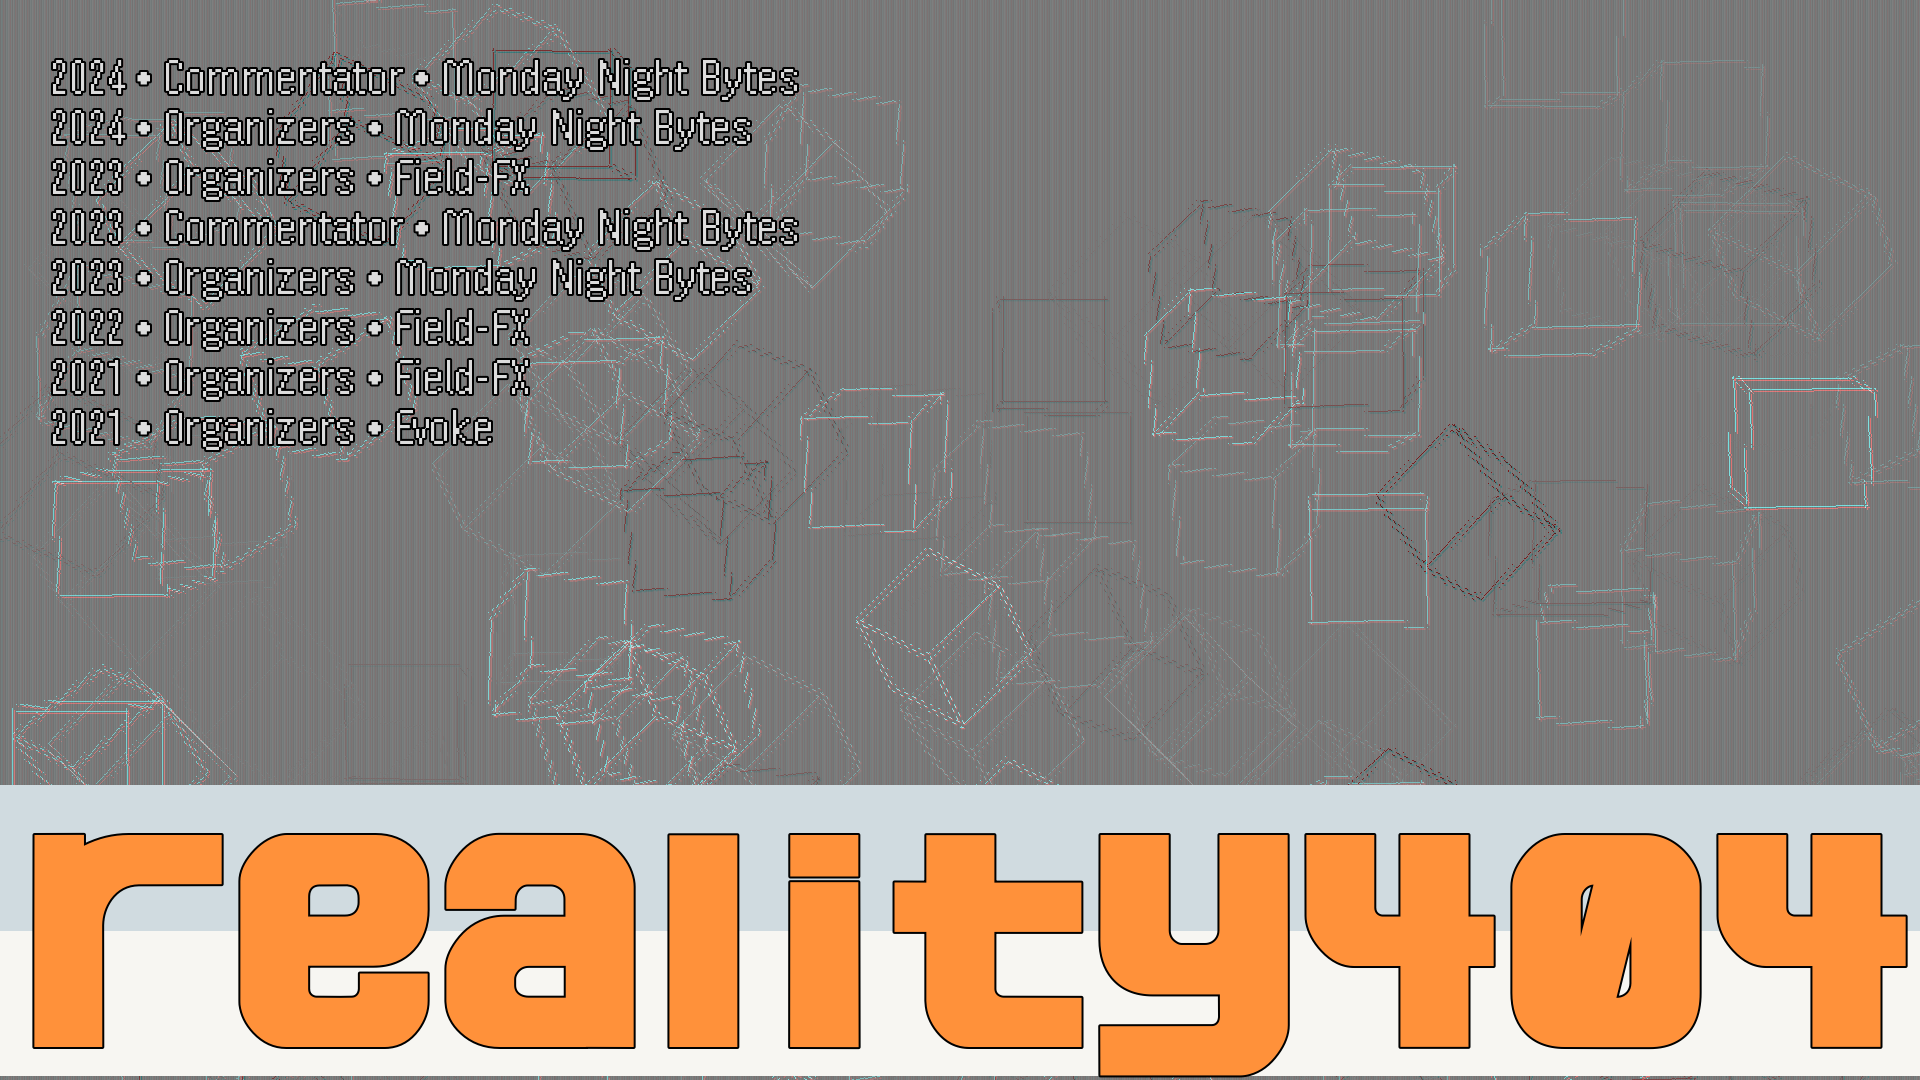 2024 • Commentator • Monday Night Bytes
2024 • Organizers • Monday Night Bytes
2023 • Organizers • Field-FX
2023 • Commentator • Monday Night Bytes
2023 • Organizers • Monday Night Bytes
2022 • Organizers • Field-FX
2021 • Organizers • Field-FX
2021 • Organizers • Evoke
reality404